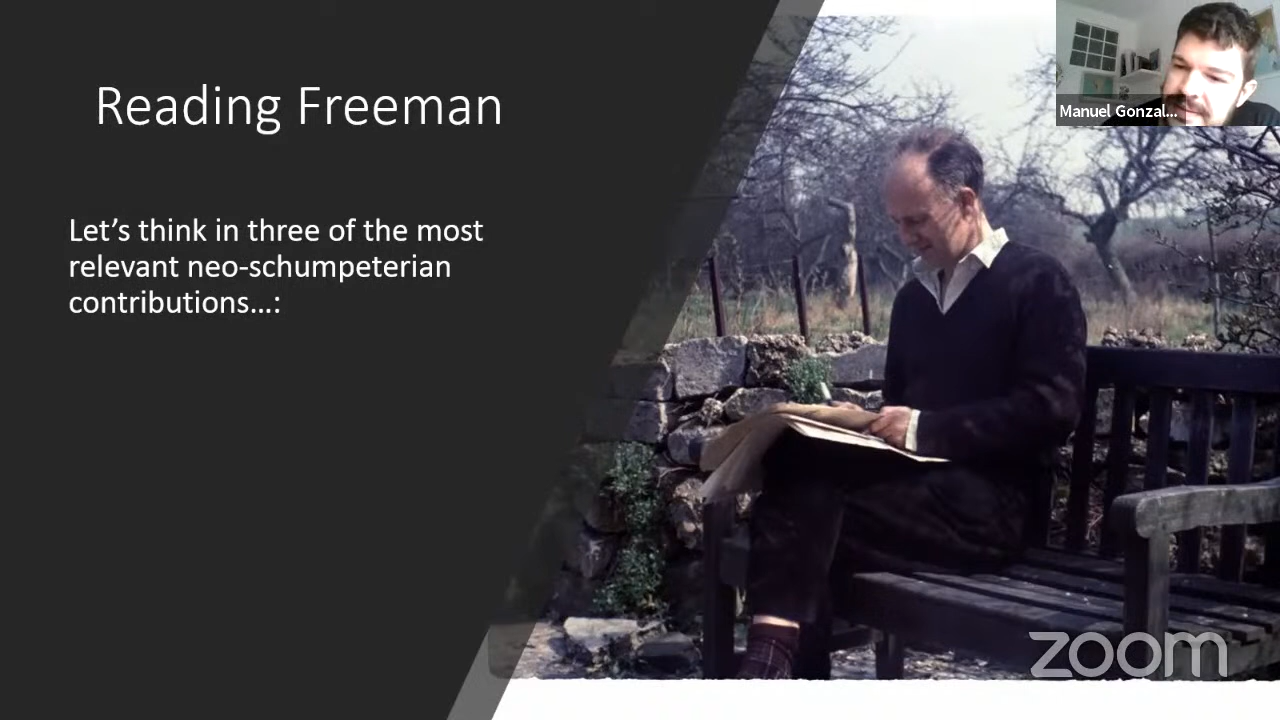 Reading Freeman
Let’s think in three of the most
relevant neo-schumpeterian
contributions…:
Manuel Gonzal...
zoom